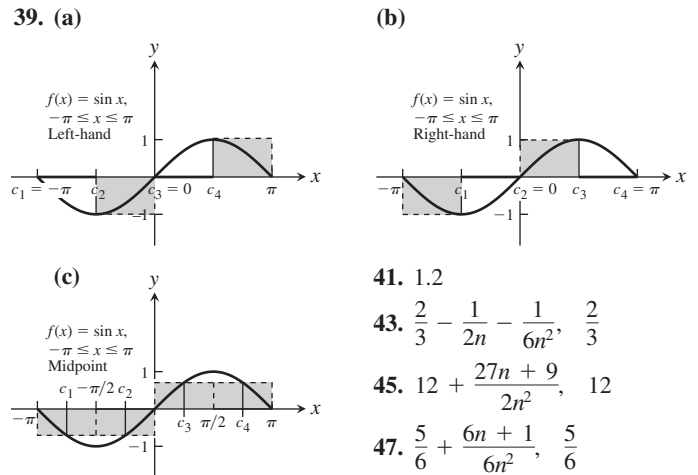 39. (a)
y
f(x) = sin x,
−π ≤ x ≤ π
Left-hand
1
c₁ = −π c₂ c₃ = 0 c₄ π x
−1
(b)
y
f(x) = sin x,
−π ≤ x ≤ π
Right-hand
1
−π c₁ c₂ = 0 c₃ c₄ = π x
−1
(c)
y
f(x) = sin x,
−π ≤ x ≤ π
Midpoint
1
c₁ −π/2 c₂
−π c₃ π/2 c₄ π x
−1
41. 1.2
43. 2/3 − 1/2n − 1/6n², 2/3
45. 12 + (27n + 9)/2n², 12
47. 5/6 + (6n + 1)/6n², 5/6